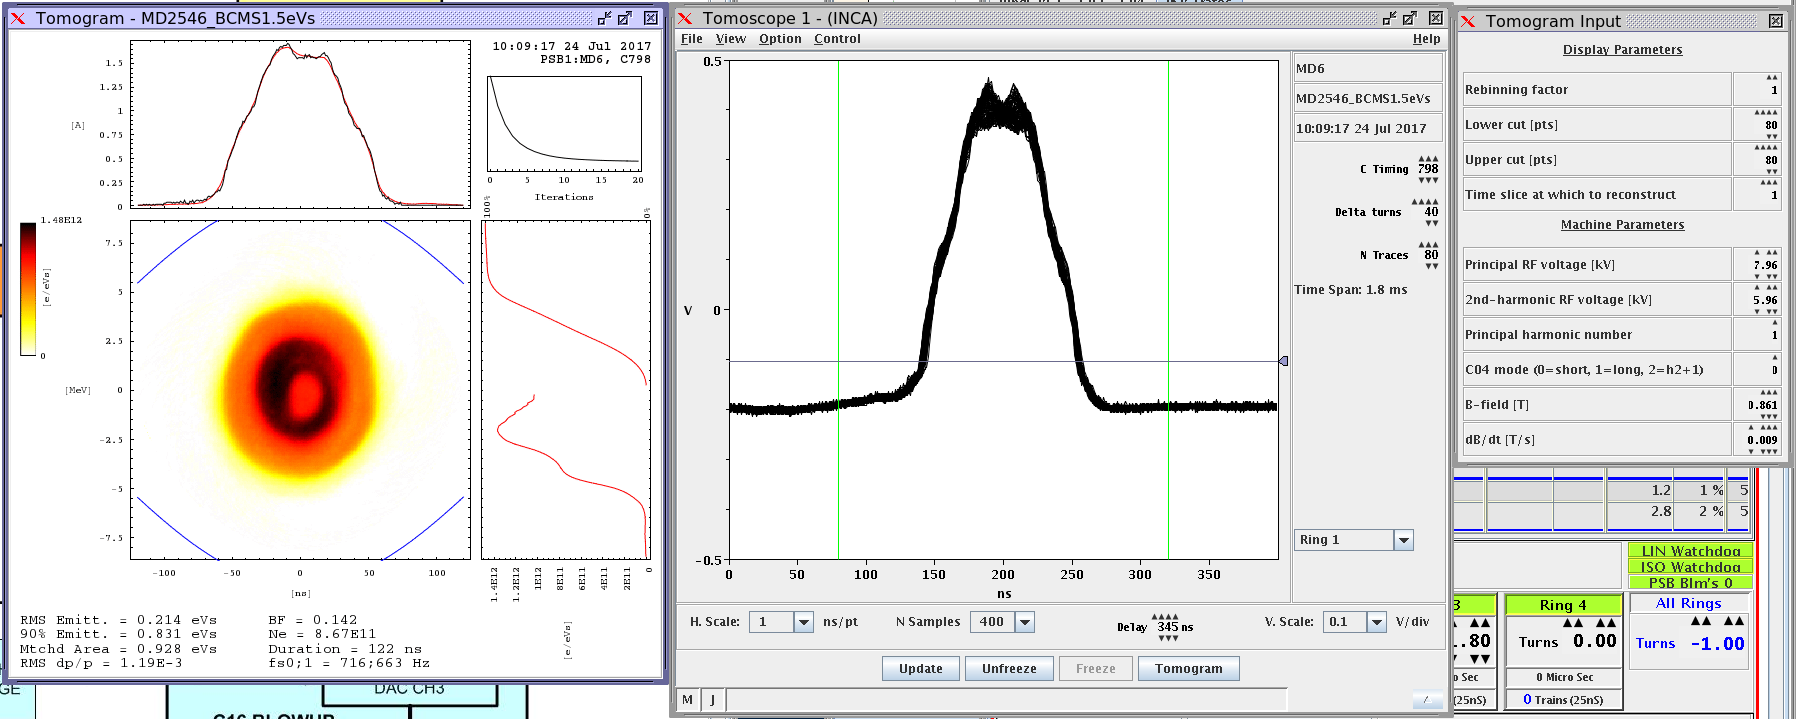 Tomogram - MD2546_BCMS1.5eVs
10:09:17 24 Jul 2017
PSB1:MD6, C798
1.5
1.25
1
0.75
0.5
0.25
0
[A]
0 5 10 15 20
Iterations
1.48E12
0
[e/eVs]
100%
0%
7.5
5
2.5
0
-2.5
-5
-7.5
[MeV]
-100 -50 0 50 100
[ns]
1.4E12
1.2E12
1E12
8E11
6E11
4E11
2E11
0
[e/eVs]
RMS Emitt. = 0.214 eVs
90% Emitt. = 0.831 eVs
Mtchd Area = 0.928 eVs
RMS dp/p = 1.19E-3
BF = 0.142
Ne = 8.67E11
Duration = 122 ns
fs0;1 = 716;663 Hz
GE
DAC CH3
Tomoscope 1 - (INCA)
File View Option Control Help
0.5
V 0
-0.5
0 50 100 150 200 250 300 350
ns
MD6
MD2546_BCMS1.5eVs
10:09:17 24 Jul 2017
C Timing 798
Delta turns 40
N Traces 80
Time Span: 1.8 ms
Ring 1
H. Scale: 1 ns/pt N Samples 400 Delay 345 ns V. Scale: 0.1 V/div
Update Unfreeze Freeze Tomogram
M J
Tomogram Input
Display Parameters
Rebinning factor 1
Lower cut [pts] 80
Upper cut [pts] 80
Time slice at which to reconstruct 1
Machine Parameters
Principal RF voltage [kV] 7.96
2nd-harmonic RF voltage [kV] 5.96
Principal harmonic number 1
C04 mode (0=short, 1=long, 2=h2+1) 0
B-field [T] 0.861
dB/dt [T/s] 0.009
1.2 1 % 5
2.8 2 % 5
LIN Watchdog
ISO Watchdog
PSB Blm's 0
3 Ring 4 All Rings
.80 Turns 0.00 Turns -1.00
o Sec 0 Micro Sec
(25nS) 0 Trains (25nS)